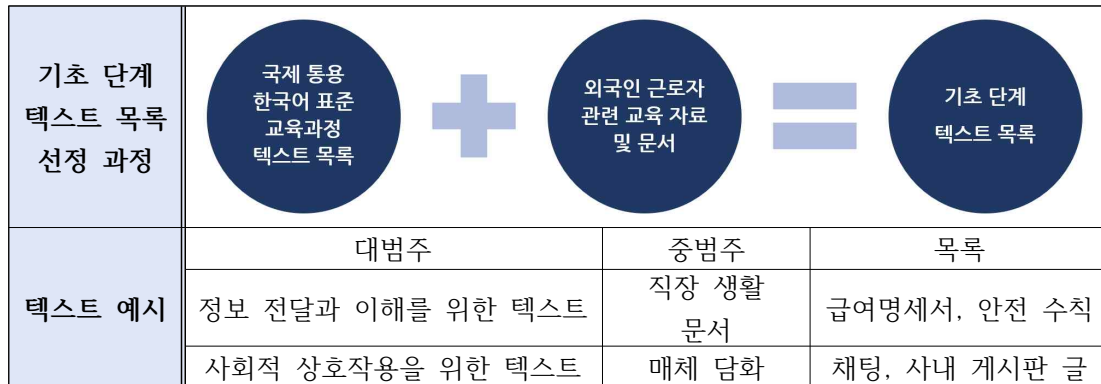 기초 단계
텍스트 목록
선정 과정
국제 통용
한국어 표준
교육과정
텍스트 목록
외국인 근로자
관련 교육 자료
및 문서
기초 단계
텍스트 목록
텍스트 예시
대범주
중범주
목록
정보 전달과 이해를 위한 텍스트
직장 생활
문서
급여명세서, 안전 수칙
사회적 상호작용을 위한 텍스트
매체 담화
채팅, 사내 게시판 글